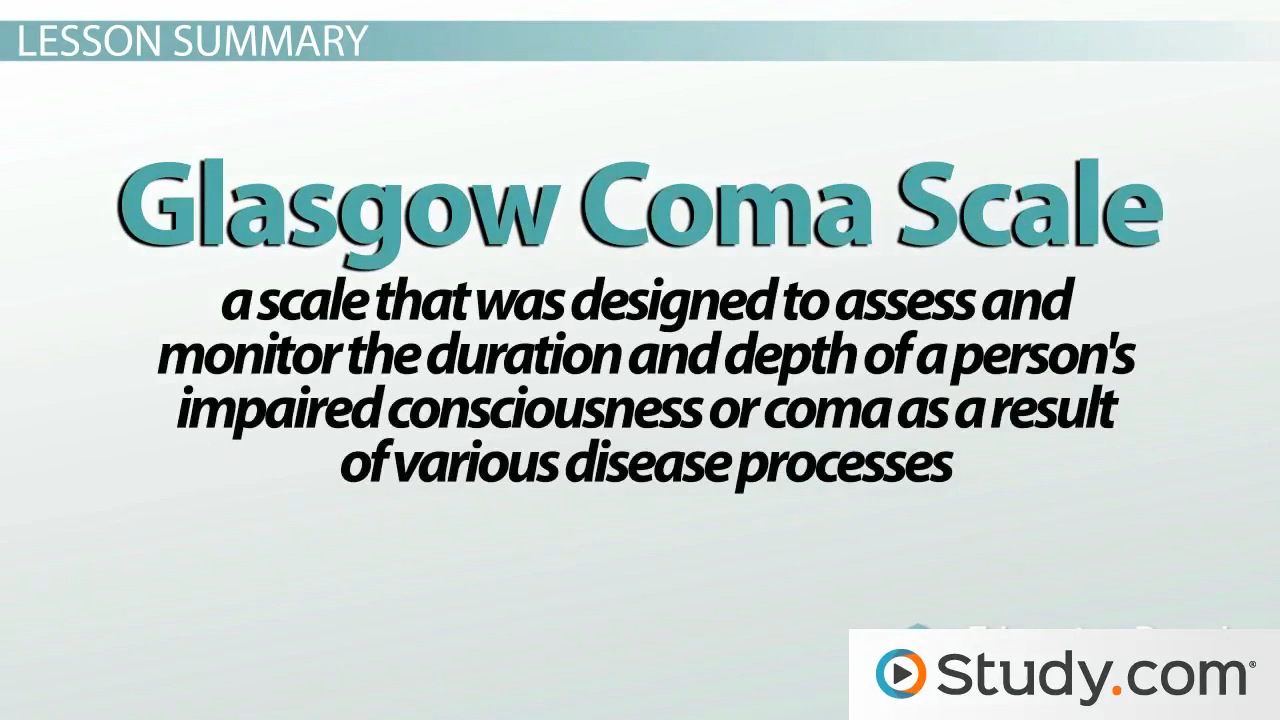 LESSON SUMMARY
Glasgow Coma Scale
a scale that was designed to assess and
monitor the duration and depth of a person's
impaired consciousness or coma as a result
of various disease processes
Study.com®